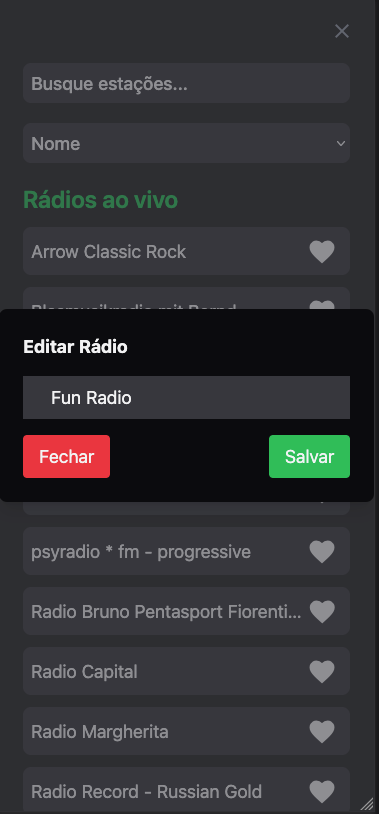 Busque estações...
Nome
Rádios ao vivo
Arrow Classic Rock
Editar Rádio
Fun Radio
Fechar
Salvar
psyradio * fm - progressive
Radio Bruno Pentasport Fiorenti...
Radio Capital
Radio Margherita
Radio Record - Russian Gold